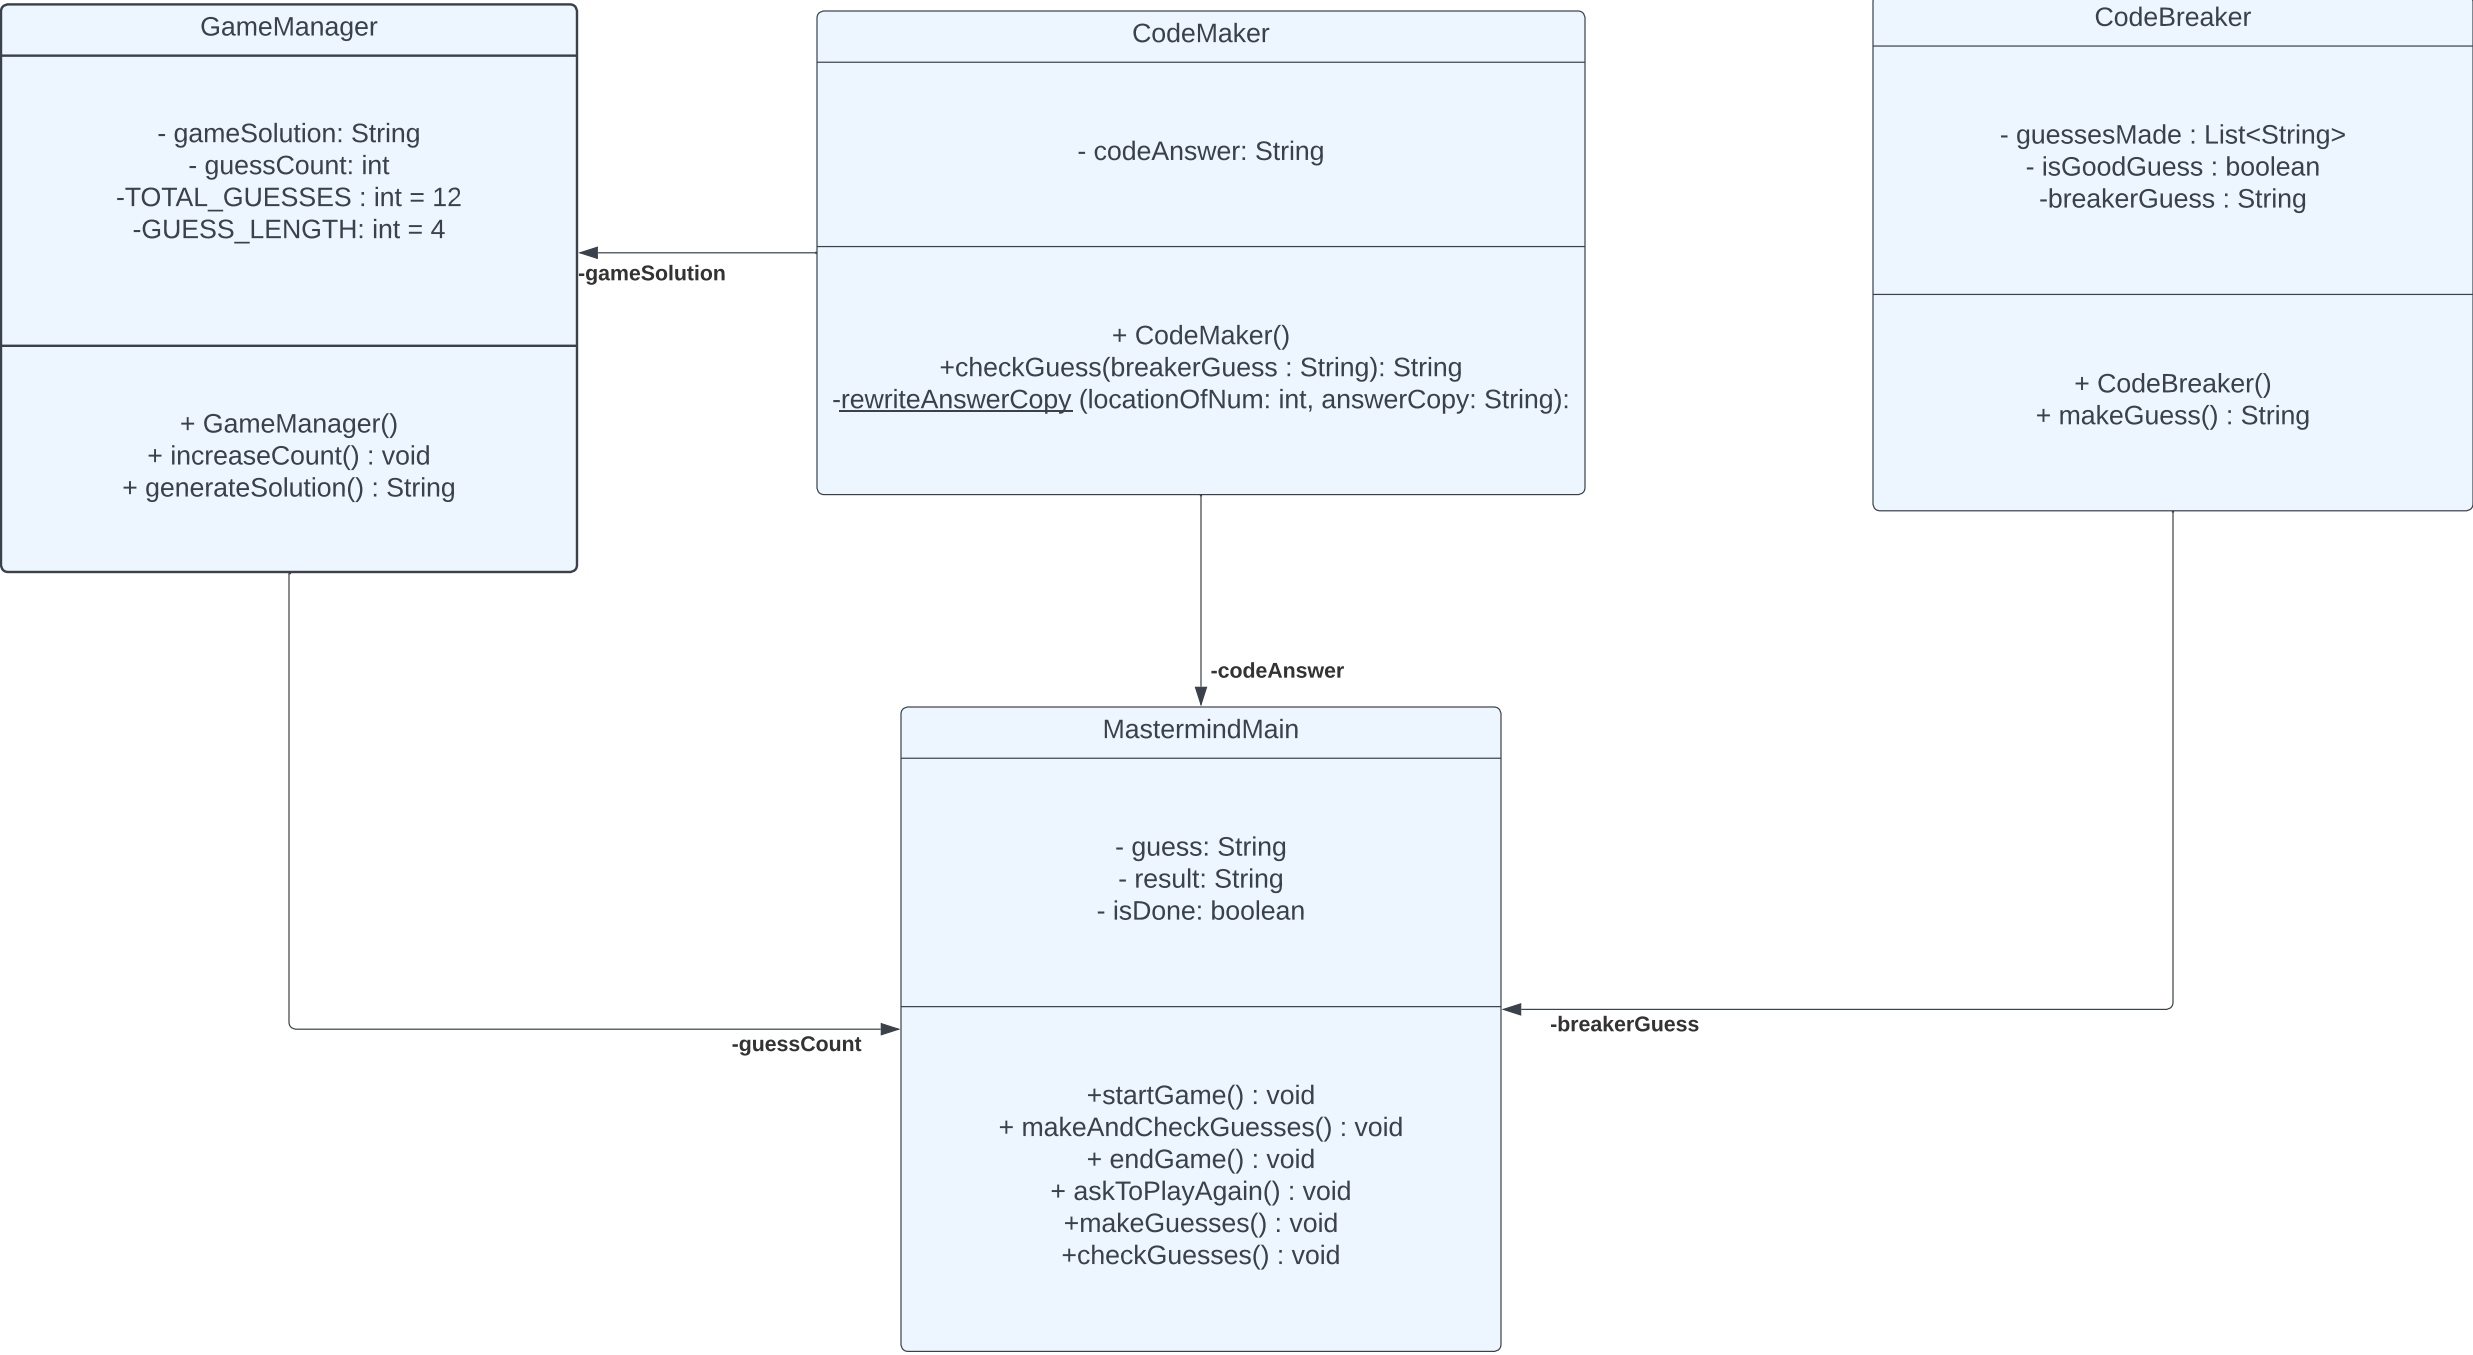 GameManager
- gameSolution: String
- guessCount: int
-TOTAL_GUESSES : int = 12
-GUESS_LENGTH: int = 4
+ GameManager()
+ increaseCount() : void
+ generateSolution() : String
-gameSolution
CodeMaker
- codeAnswer: String
+ CodeMaker()
+checkGuess(breakerGuess : String): String
-rewriteAnswerCopy (locationOfNum: int, answerCopy: String):
CodeBreaker
- guessesMade : List<String>
- isGoodGuess : boolean
-breakerGuess : String
+ CodeBreaker()
+ makeGuess() : String
-codeAnswer
MastermindMain
- guess: String
- result: String
- isDone: boolean
+startGame() : void
+ makeAndCheckGuesses() : void
+ endGame() : void
+ askToPlayAgain() : void
+makeGuesses() : void
+checkGuesses() : void
-guessCount
-breakerGuess